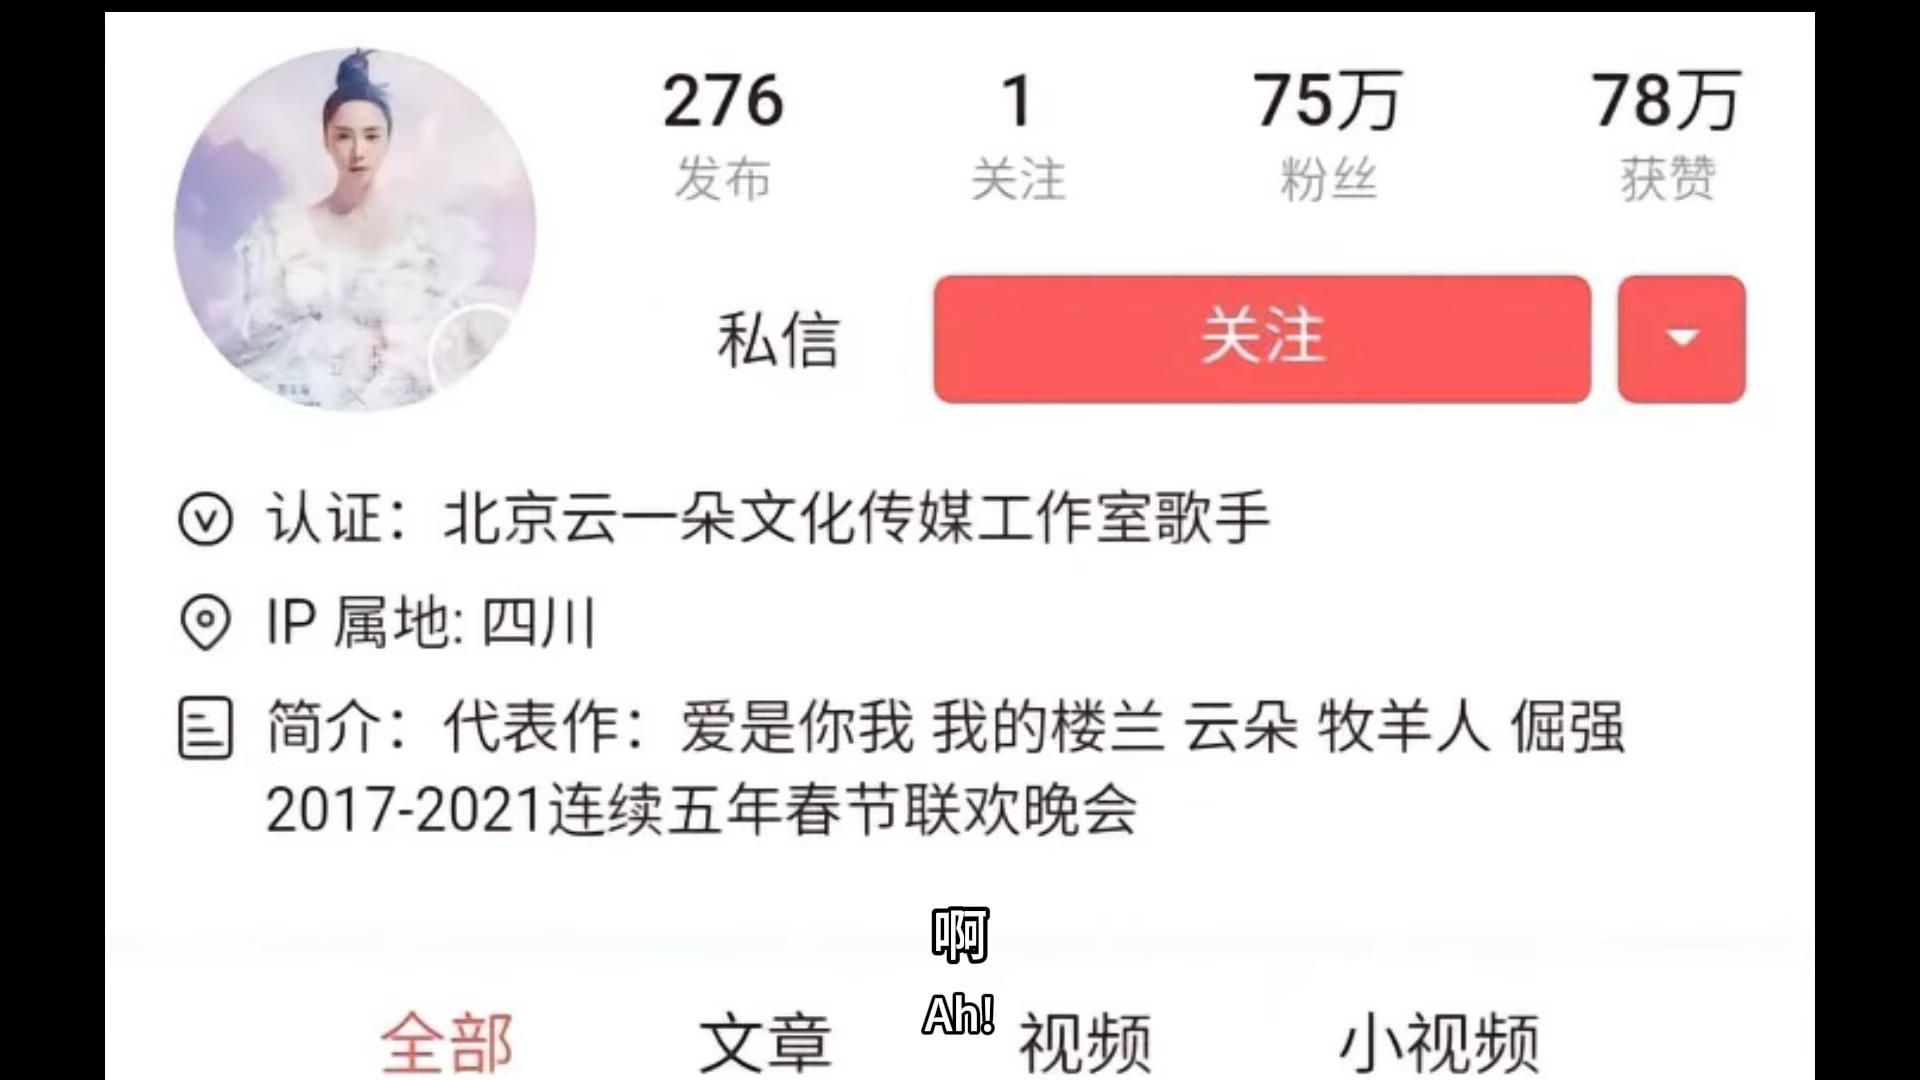 276
1
75万
78万
发布
关注
粉丝
获赞
私信
关注
认证：北京云一朵文化传媒工作室歌手
IP 属地: 四川
简介：代表作：爱是你我 我的楼兰 云朵 牧羊人 倔强
2017-2021连续五年春节联欢晚会
啊
Ah!
全部
文章
视频
小视频